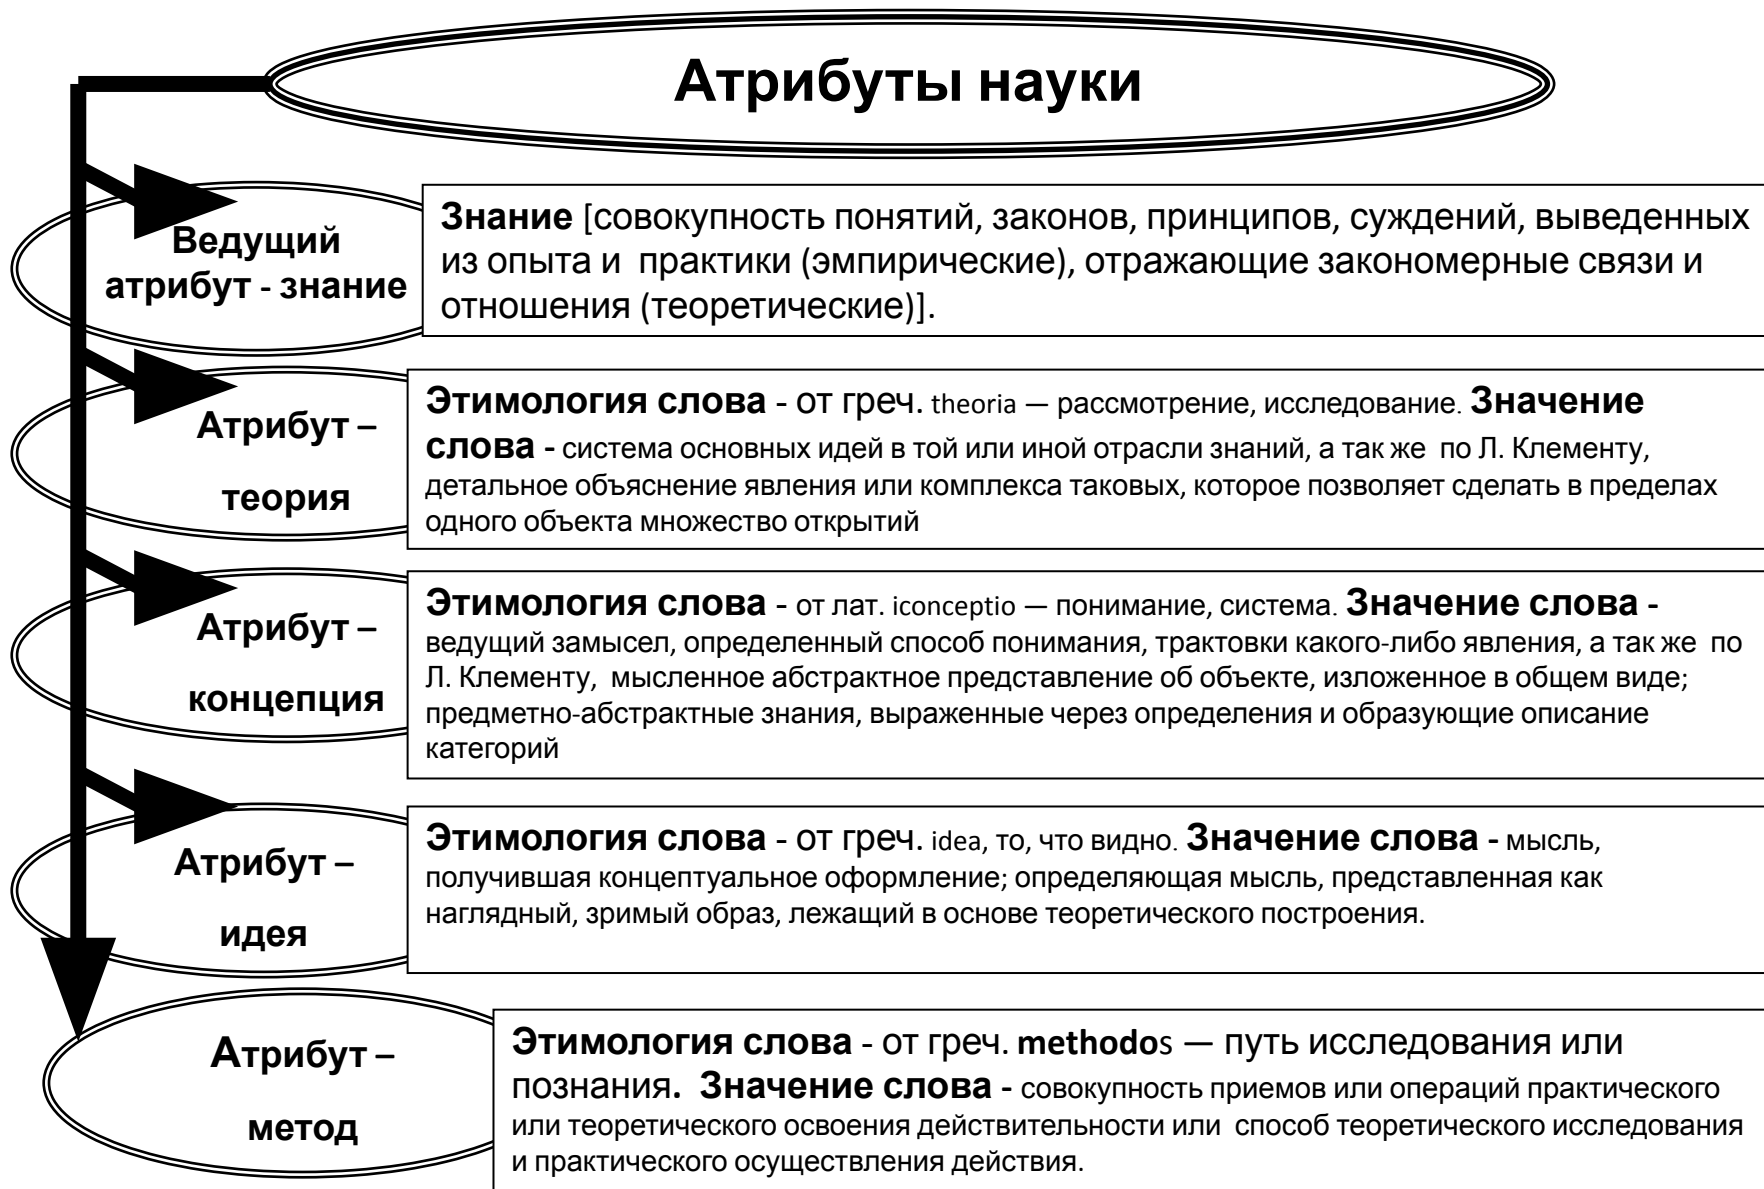 Атрибуты науки
Ведущий
атрибут - знание
Знание [совокупность понятий, законов, принципов, суждений, выведенных
из опыта и практики (эмпирические), отражающие закономерные связи и
отношения (теоретические)].
Атрибут –
теория
Этимология слова - от греч. theoria — рассмотрение, исследование. Значение
слова - система основных идей в той или иной отрасли знаний, а так же по Л. Клементу,
детальное объяснение явления или комплекса таковых, которое позволяет сделать в пределах
одного объекта множество открытий
Атрибут –
концепция
Этимология слова - от лат. iconceptio — понимание, система. Значение слова -
ведущий замысел, определенный способ понимания, трактовки какого-либо явления, а так же по
Л. Клементу, мысленное абстрактное представление об объекте, изложенное в общем виде;
предметно-абстрактные знания, выраженные через определения и образующие описание
категорий
Атрибут –
идея
Этимология слова - от греч. idea, то, что видно. Значение слова - мысль,
получившая концептуальное оформление; определяющая мысль, представленная как
наглядный, зримый образ, лежащий в основе теоретического построения.
Атрибут –
метод
Этимология слова - от греч. methodos — путь исследования или
познания. Значение слова - совокупность приемов или операций практического
или теоретического освоения действительности или способ теоретического исследования
и практического осуществления действия.